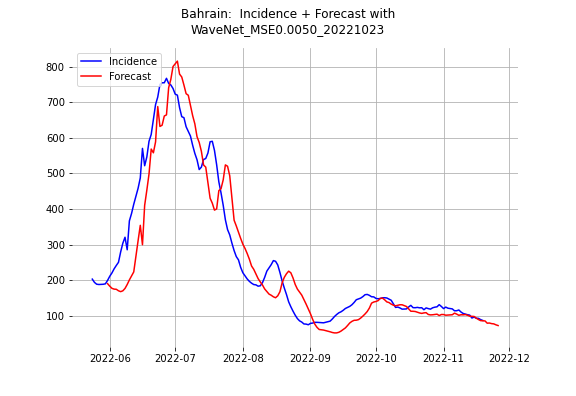 Bahrain:  Incidence + Forecast with
WaveNet_MSE0.0050_20221023
Incidence
Forecast
800
700
600
500
400
300
200
100
2022-06 2022-07 2022-08 2022-09 2022-10 2022-11 2022-12